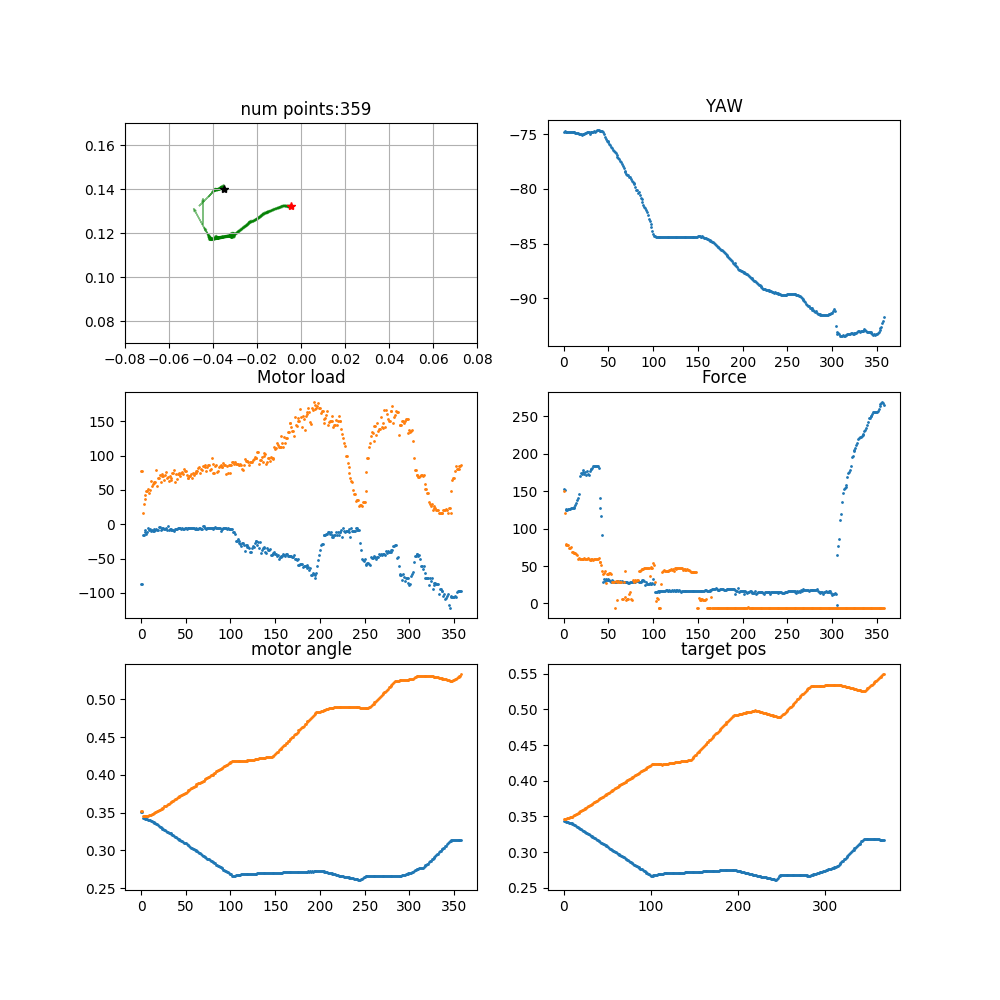 num points:359
0.16
0.14
0.12
0.10
0.08
−0.08 −0.06 −0.04 −0.02 0.00 0.02 0.04 0.06 0.08
YAW
−75
−80
−85
−90
0 50 100 150 200 250 300 350
Motor load
150
100
50
0
−50
−100
0 50 100 150 200 250 300 350
Force
250
200
150
100
50
0
0 50 100 150 200 250 300 350
motor angle
0.50
0.45
0.40
0.35
0.30
0.25
0 50 100 150 200 250 300 350
target pos
0.55
0.50
0.45
0.40
0.35
0.30
0.25
0 100 200 300